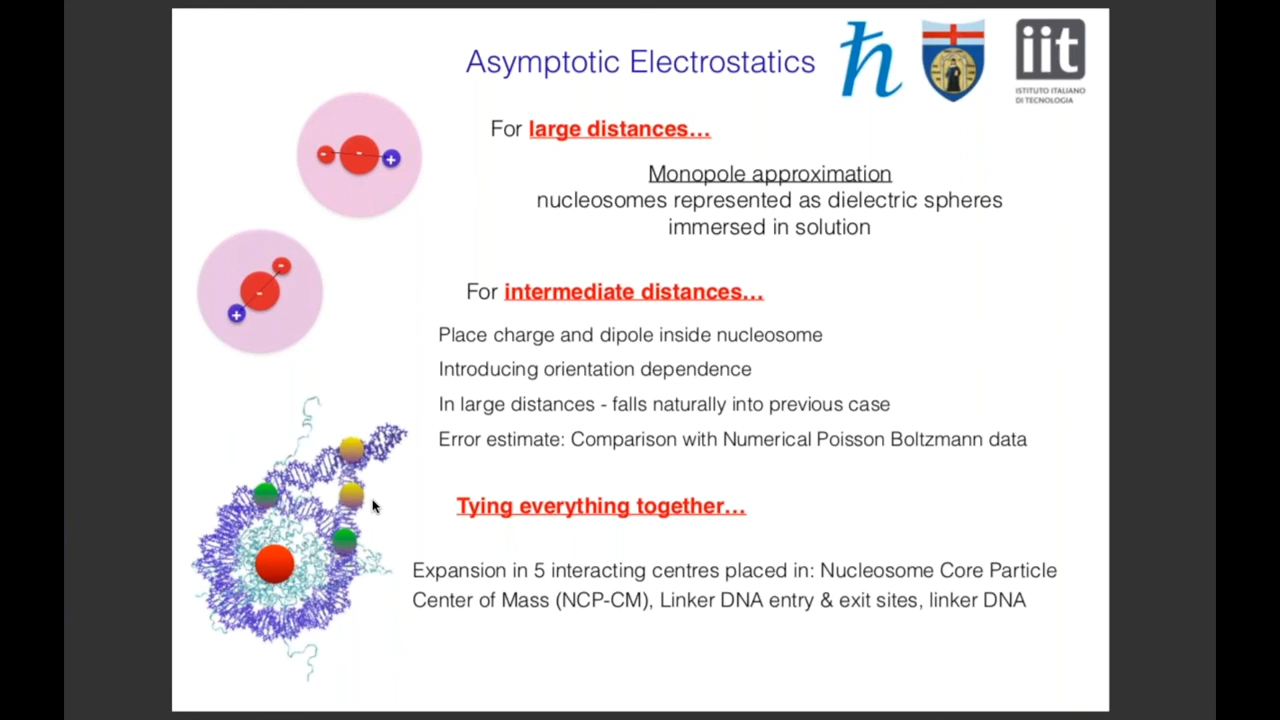 Asymptotic Electrostatics
ħ
iit
ISTITUTO ITALIANO
DI TECNOLOGIA
For large distances...
- - +
Monopole approximation
nucleosomes represented as dielectric spheres
immersed in solution
- - +
For intermediate distances...
Place charge and dipole inside nucleosome
Introducing orientation dependence
In large distances - falls naturally into previous case
Error estimate: Comparison with Numerical Poisson Boltzmann data
Tying everything together...
Expansion in 5 interacting centres placed in: Nucleosome Core Particle
Center of Mass (NCP-CM), Linker DNA entry & exit sites, linker DNA